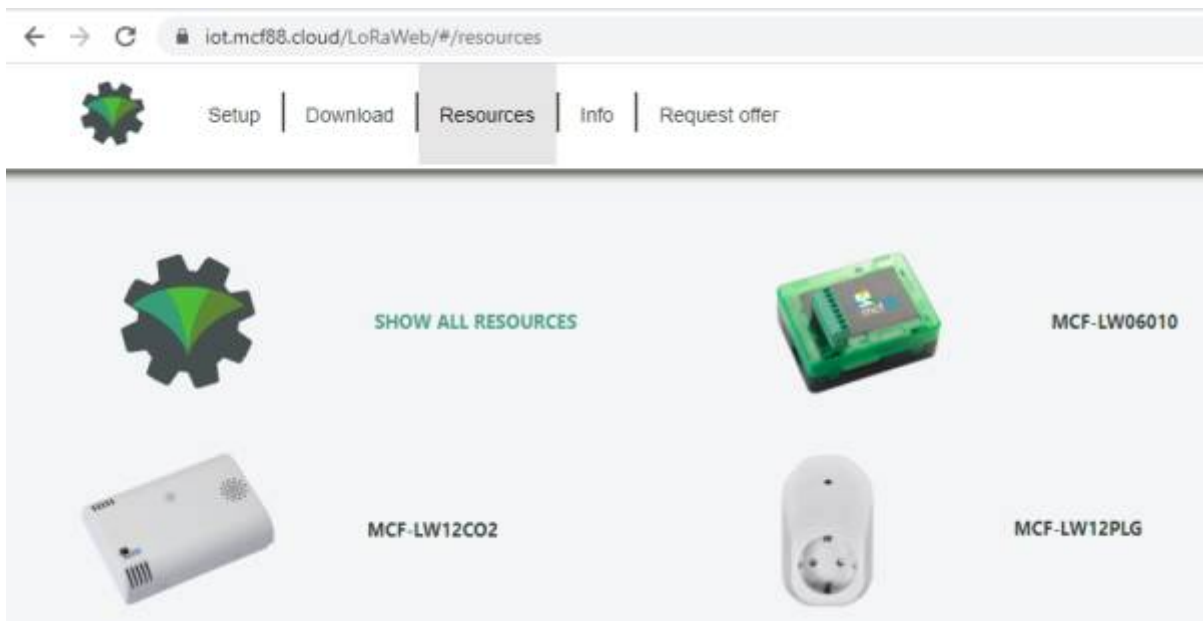 iot.mcf88.cloud/LoRaWeb/#/resources
Setup Download Resources Info Request offer
SHOW ALL RESOURCES
mcf88
MCF-LW06010
MCF-LW12CO2
MCF-LW12PLG